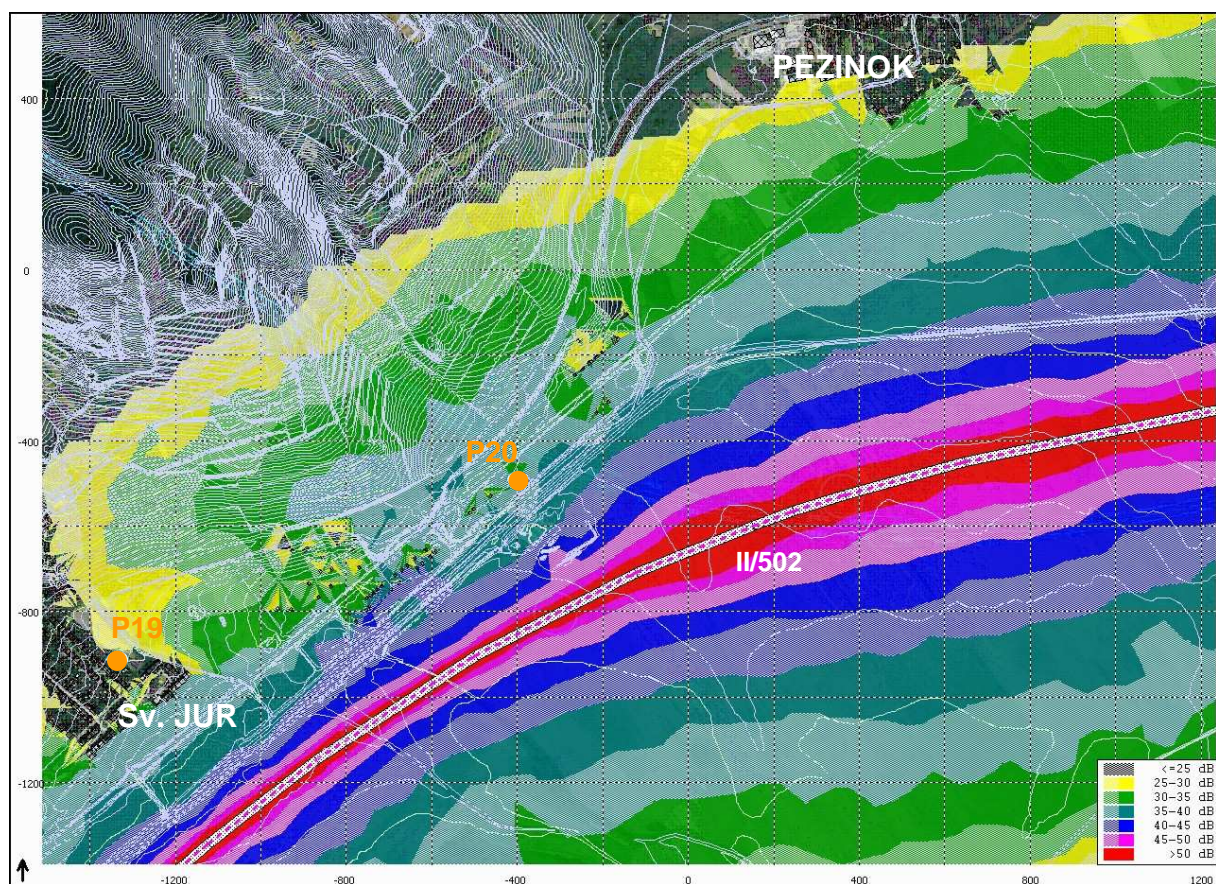 PEZINOK
400
0
-400
P20
II/502
-800
P19
Sv. JUR
-1200
<=25 dB
25-30 dB
30-35 dB
35-40 dB
40-45 dB
45-50 dB
>50 dB
-1200
-800
-400
0
400
800
1200